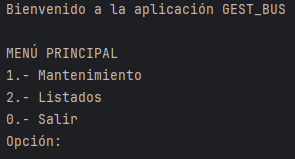 Bienvenido a la aplicación GEST_BUS
MENÚ PRINCIPAL
1.- Mantenimiento
2.- Listados
0.- Salir
Opción: